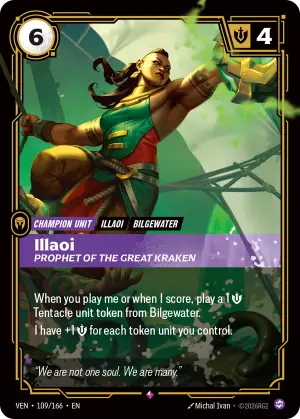 6
4
CHAMPION UNIT ILLAOI BILGEWATER
Illaoi
PROPHET OF THE GREAT KRAKEN
When you play me or when I score, play a 1
Tentacle unit token from Bilgewater.
I have +1 for each token unit you control.
"We are not one soul. We are many."
VEN • 109/166 • EN
Michal Ivan • ©2026RGI